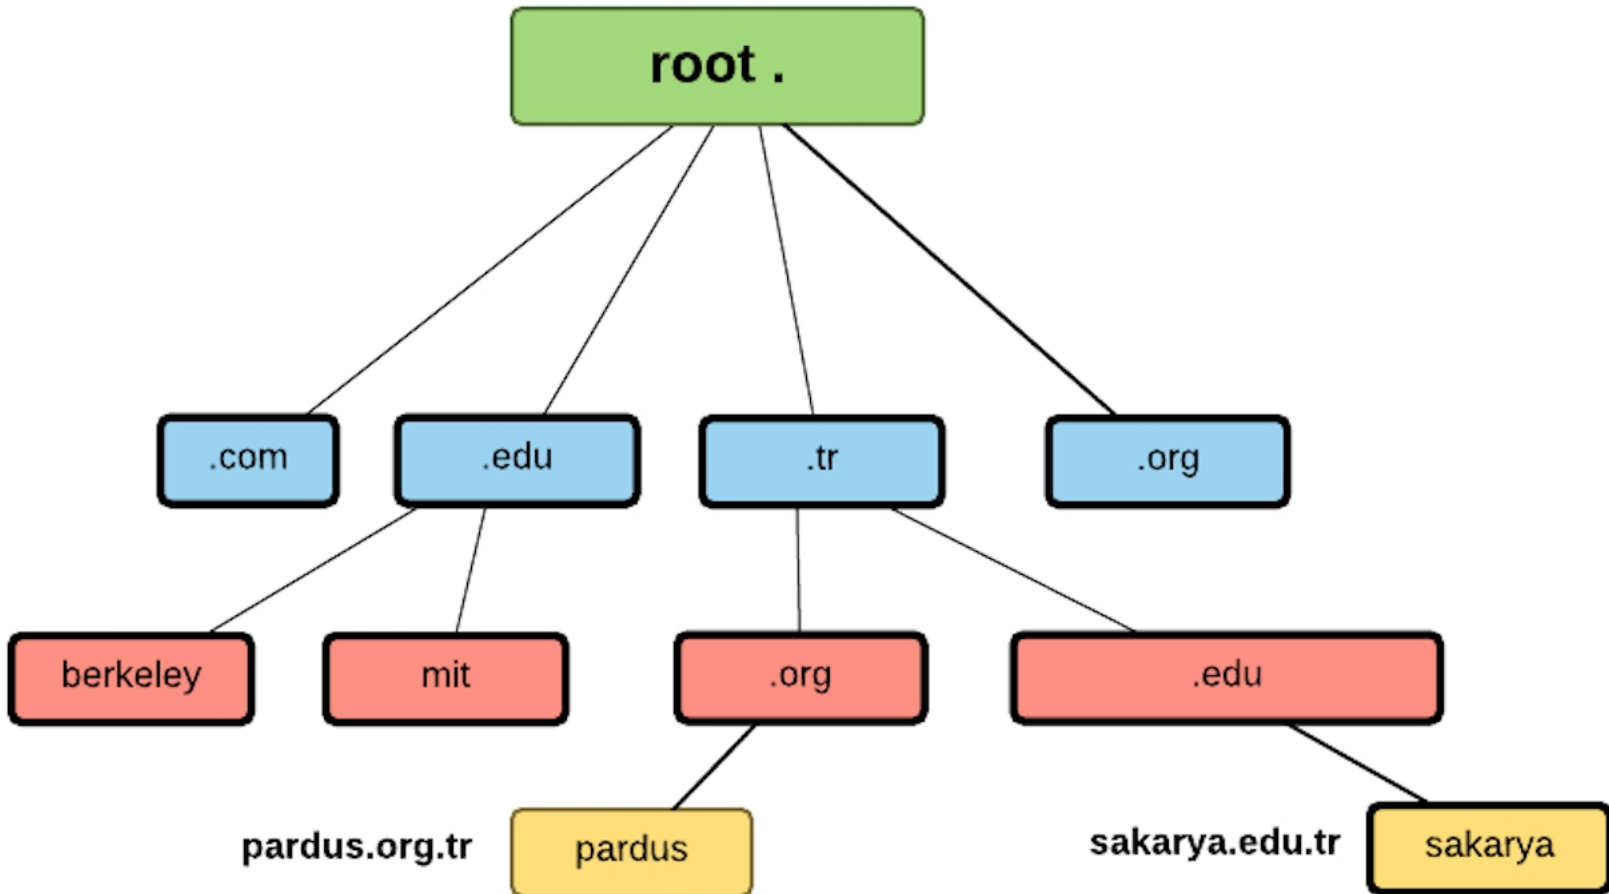 root .
.com
.edu
.tr
.org
berkeley
mit
.org
.edu
pardus.org.tr
pardus
sakarya.edu.tr
sakarya